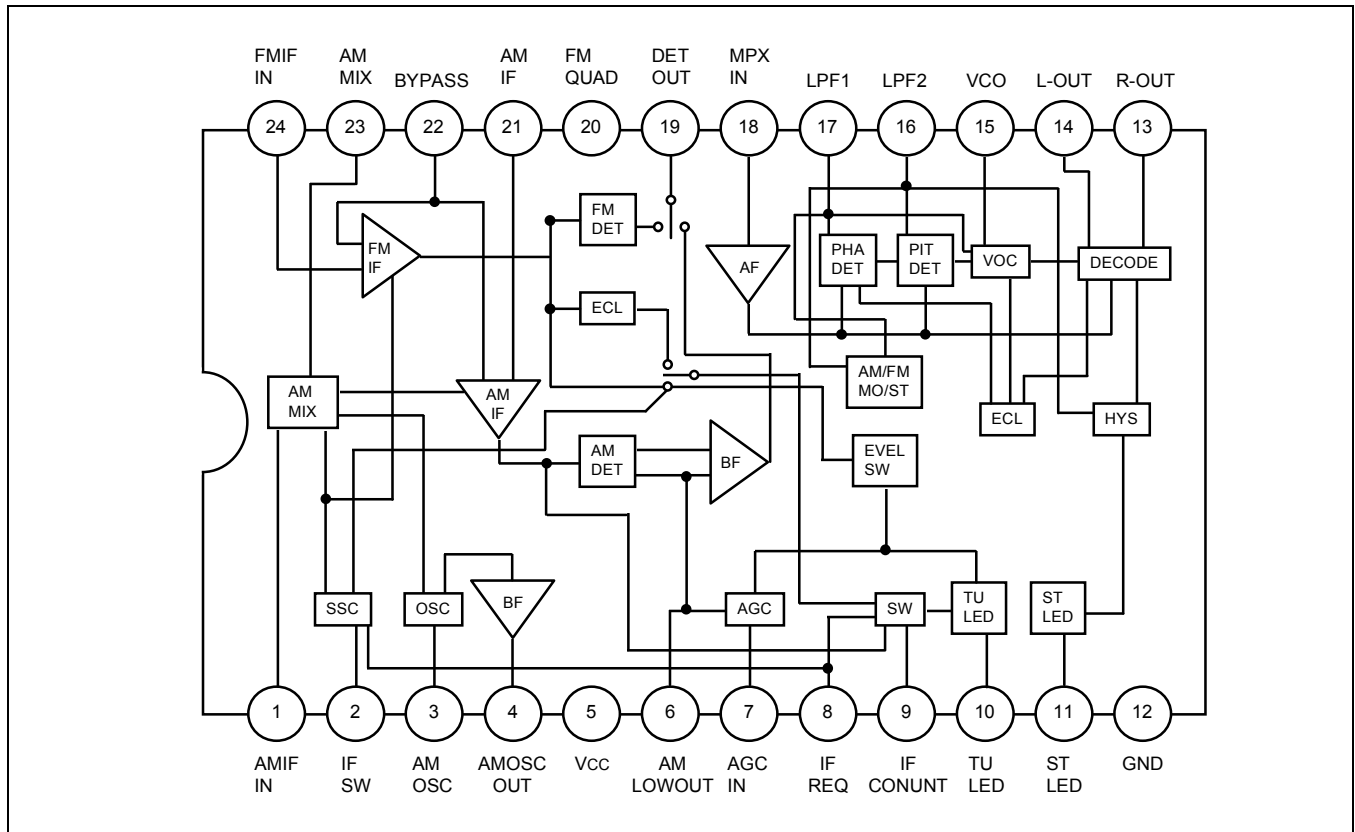 FMIF IN
AM MIX
BYPASS
AM IF
FM QUAD
DET OUT
MPX IN
LPF1
LPF2
VCO
L-OUT
R-OUT
24
23
22
21
20
19
18
17
16
15
14
13
FM IF
FM DET
AF
PHA DET
PIT DET
VOC
DECODE
ECL
AM MIX
AM IF
AM/FM MO/ST
ECL
HYS
AM DET
BF
EVEL SW
SSC
OSC
BF
AGC
SW
TU LED
ST LED
1
2
3
4
5
6
7
8
9
10
11
12
AMIF IN
IF SW
AM OSC
AMOSC OUT
VCC
AM LOWOUT
AGC IN
IF REQ
IF CONUNT
TU LED
ST LED
GND